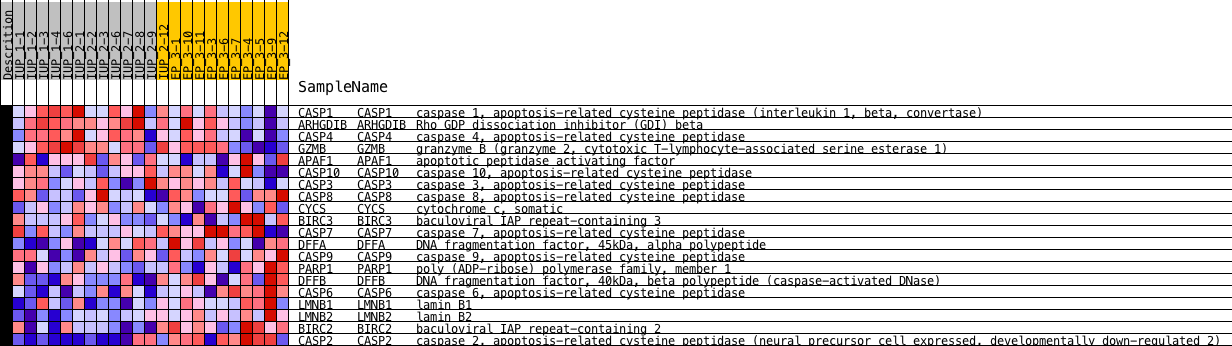 Descrition
IUP_1-1
IUP_1-2
IUP_1-3
IUP_1-4
IUP_1-6
IUP_2-1
IUP_2-2
IUP_2-3
IUP_2-6
IUP_2-7
IUP_2-8
IUP_2-9
IUP_2-12
EP_3-1
EP_3-10
EP_3-11
EP_3-3
EP_3-6
EP_3-7
EP_3-4
EP_3-5
EP_3-9
EP_3-12
SampleName
CASP1 CASP1 caspase 1, apoptosis-related cysteine peptidase (interleukin 1, beta, convertase)
ARHGDIB ARHGDIB Rho GDP dissociation inhibitor (GDI) beta
CASP4 CASP4 caspase 4, apoptosis-related cysteine peptidase
GZMB GZMB granzyme B (granzyme 2, cytotoxic T-lymphocyte-associated serine esterase 1)
APAF1 APAF1 apoptotic peptidase activating factor
CASP10 CASP10 caspase 10, apoptosis-related cysteine peptidase
CASP3 CASP3 caspase 3, apoptosis-related cysteine peptidase
CASP8 CASP8 caspase 8, apoptosis-related cysteine peptidase
CYCS CYCS cytochrome c, somatic
BIRC3 BIRC3 baculoviral IAP repeat-containing 3
CASP7 CASP7 caspase 7, apoptosis-related cysteine peptidase
DFFA DFFA DNA fragmentation factor, 45kDa, alpha polypeptide
CASP9 CASP9 caspase 9, apoptosis-related cysteine peptidase
PARP1 PARP1 poly (ADP-ribose) polymerase family, member 1
DFFB DFFB DNA fragmentation factor, 40kDa, beta polypeptide (caspase-activated DNase)
CASP6 CASP6 caspase 6, apoptosis-related cysteine peptidase
LMNB1 LMNB1 lamin B1
LMNB2 LMNB2 lamin B2
BIRC2 BIRC2 baculoviral IAP repeat-containing 2
CASP2 CASP2 caspase 2, apoptosis-related cysteine peptidase (neural precursor cell expressed, developmentally down-regulated 2)